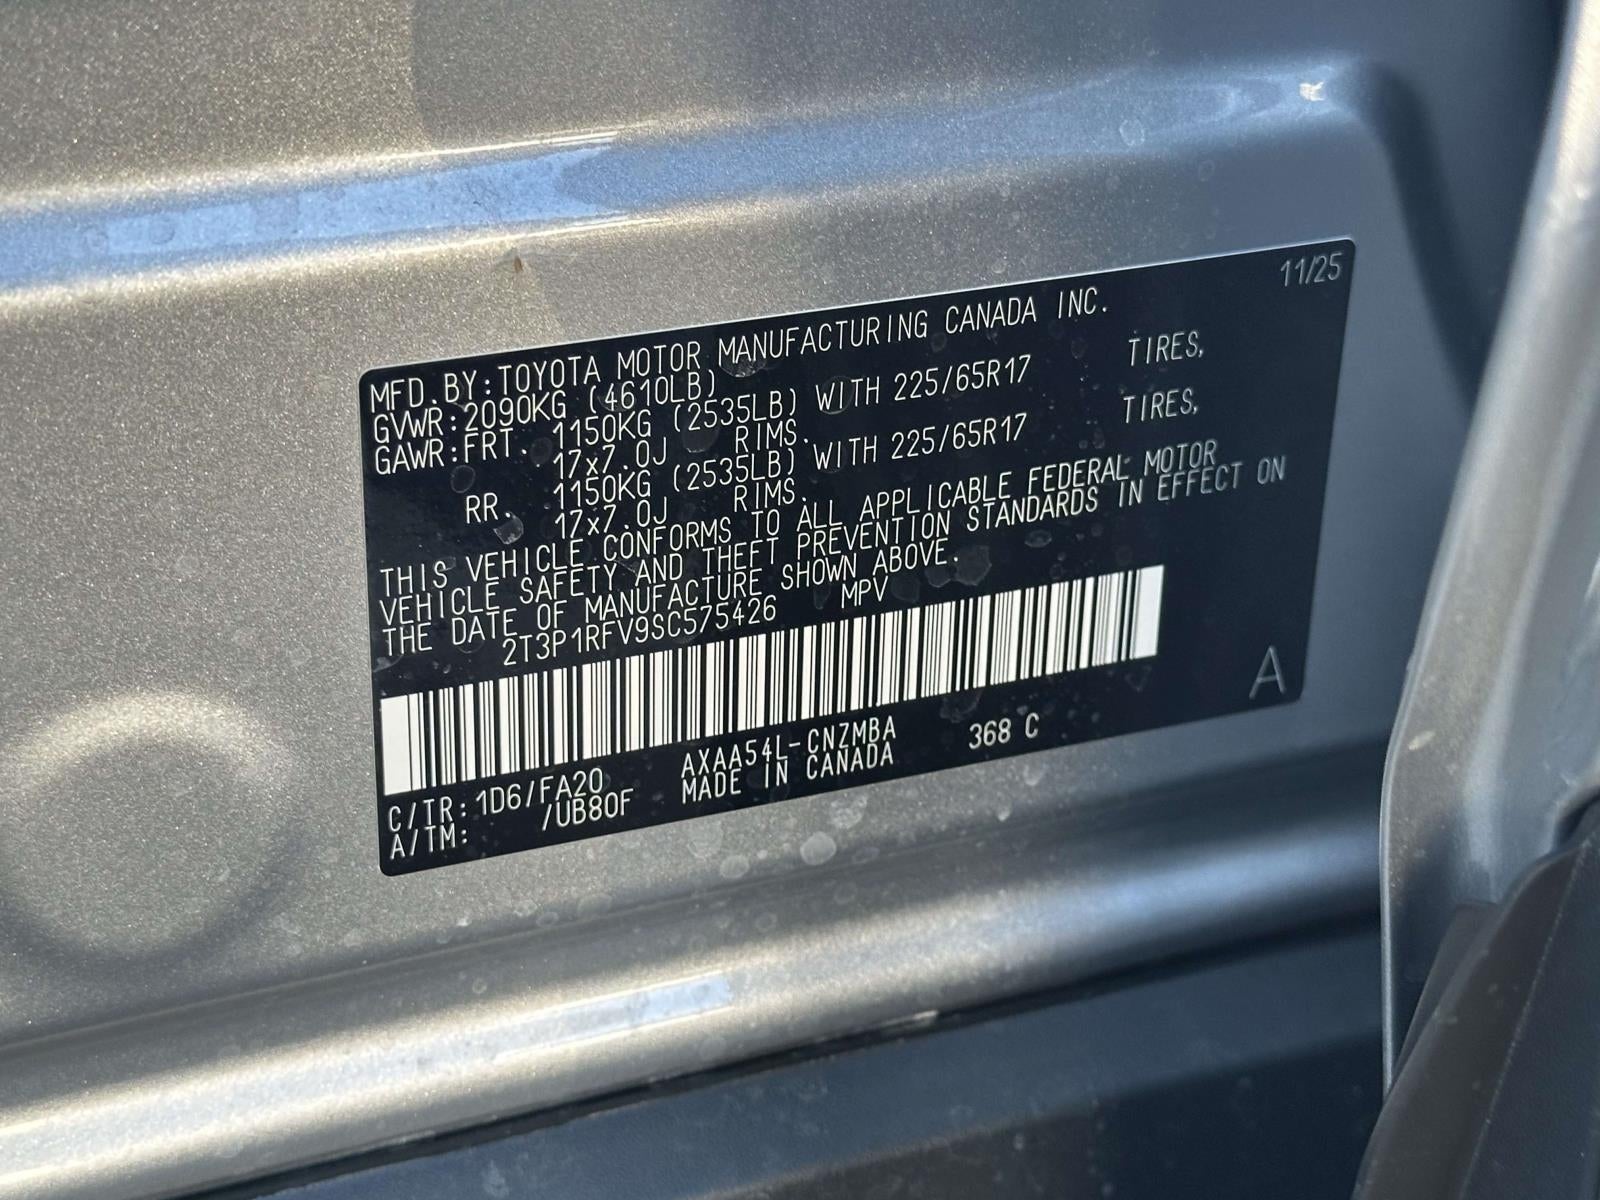 11/25
MFD.BY:TOYOTA MOTOR MANUFACTURING CANADA INC.
GVWR:2090KG (4610LB)
GAWR:FRT. 1150KG (2535LB) WITH 225/65R17 TIRES,
17x7.0J RIMS.
RR. 1150KG (2535LB) WITH 225/65R17 TIRES,
17x7.0J RIMS.
THIS VEHICLE CONFORMS TO ALL APPLICABLE FEDERAL MOTOR
VEHICLE SAFETY AND THEFT PREVENTION STANDARDS IN EFFECT ON
THE DATE OF MANUFACTURE SHOWN ABOVE.
2T3P1RFV9SC575426 MPV
A
C/TR:1D6/FA20 AXAA54L-CNZMBA 368 C
A/TM: /UB80F MADE IN CANADA